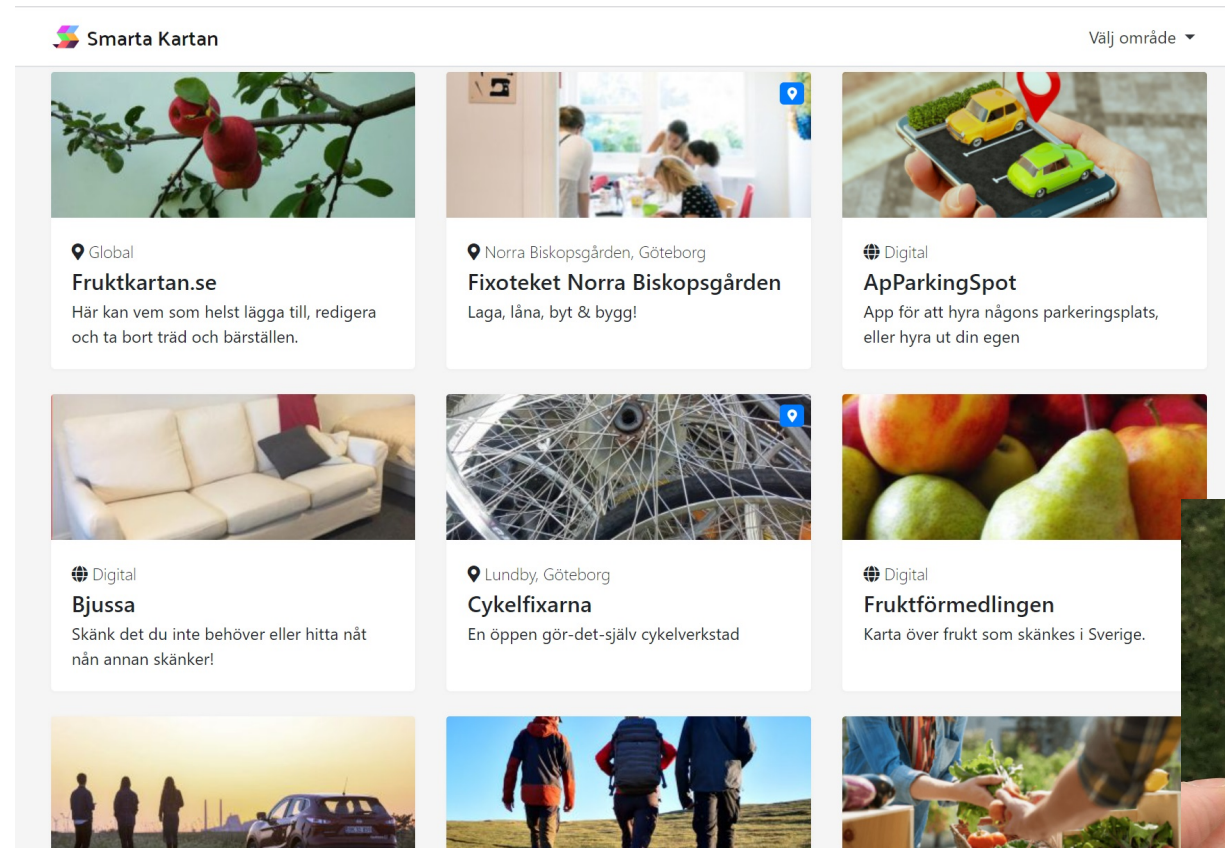 Smarta Kartan
Välj område
Global
Fruktkartan.se
Här kan vem som helst lägga till, redigera
och ta bort träd och bärställen.
Norra Biskopsgården, Göteborg
Fixoteket Norra Biskopsgården
Laga, låna, byt & bygg!
Digital
ApParkingSpot
App för att hyra någons parkeringsplats,
eller hyra ut din egen
Digital
Bjussa
Skänk det du inte behöver eller hitta nåt
nån annan skänker!
Lundby, Göteborg
Cykelfixarna
En öppen gör-det-själv cykelverkstad
Digital
Fruktförmedlingen
Karta över frukt som skänkes i Sverige.